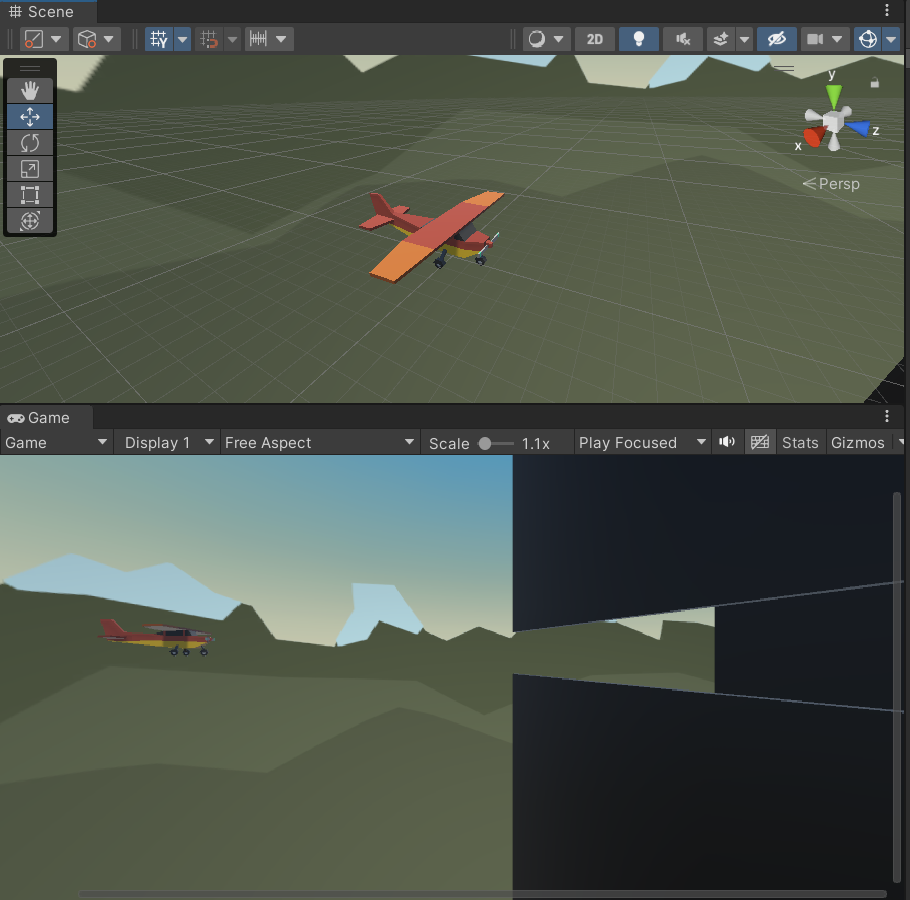 Scene
2D
y
z
x
Persp
Game
Game Display 1 Free Aspect Scale 1.1x Play Focused Stats Gizmos